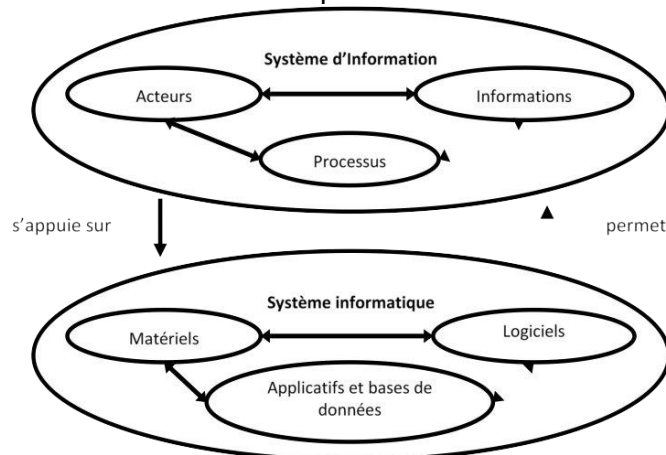 Système d'Information
Acteurs
Informations
Processus
s'appuie sur
permet
Système informatique
Matériels
Logiciels
Applicatifs et bases de
données